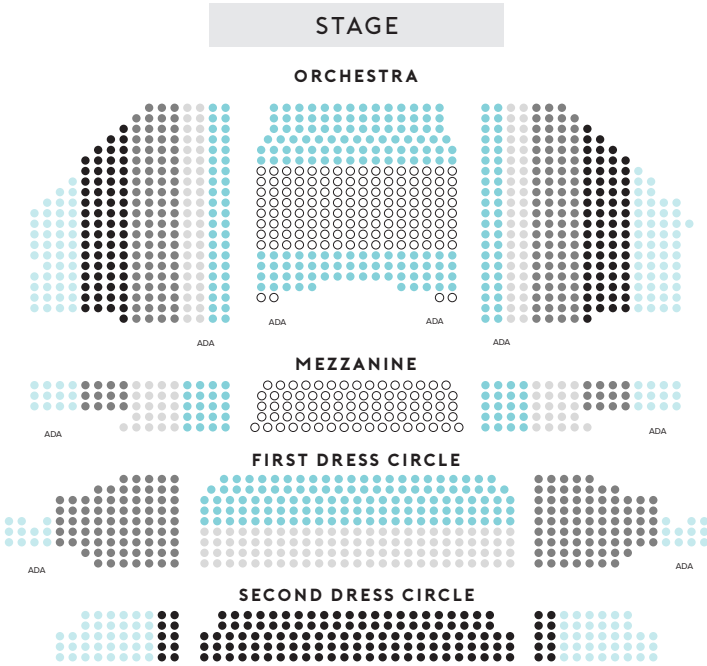 STAGE
ORCHESTRA
ADA
ADA
ADA
ADA
MEZZANINE
ADA
ADA
FIRST DRESS CIRCLE
ADA
ADA
SECOND DRESS CIRCLE